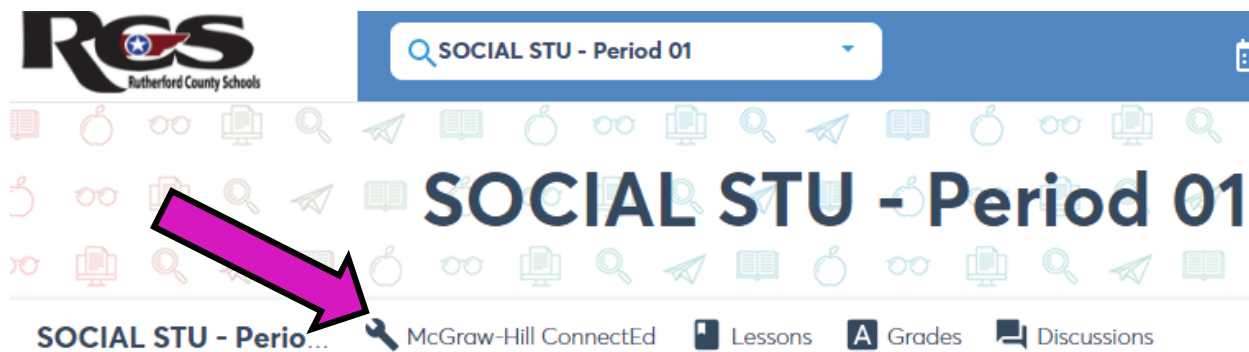 RCS
Rutherford County Schools
SOCIAL STU - Period 01
SOCIAL STU - Period 01
SOCIAL STU - Perio... McGraw-Hill ConnectEd Lessons A Grades Discussions